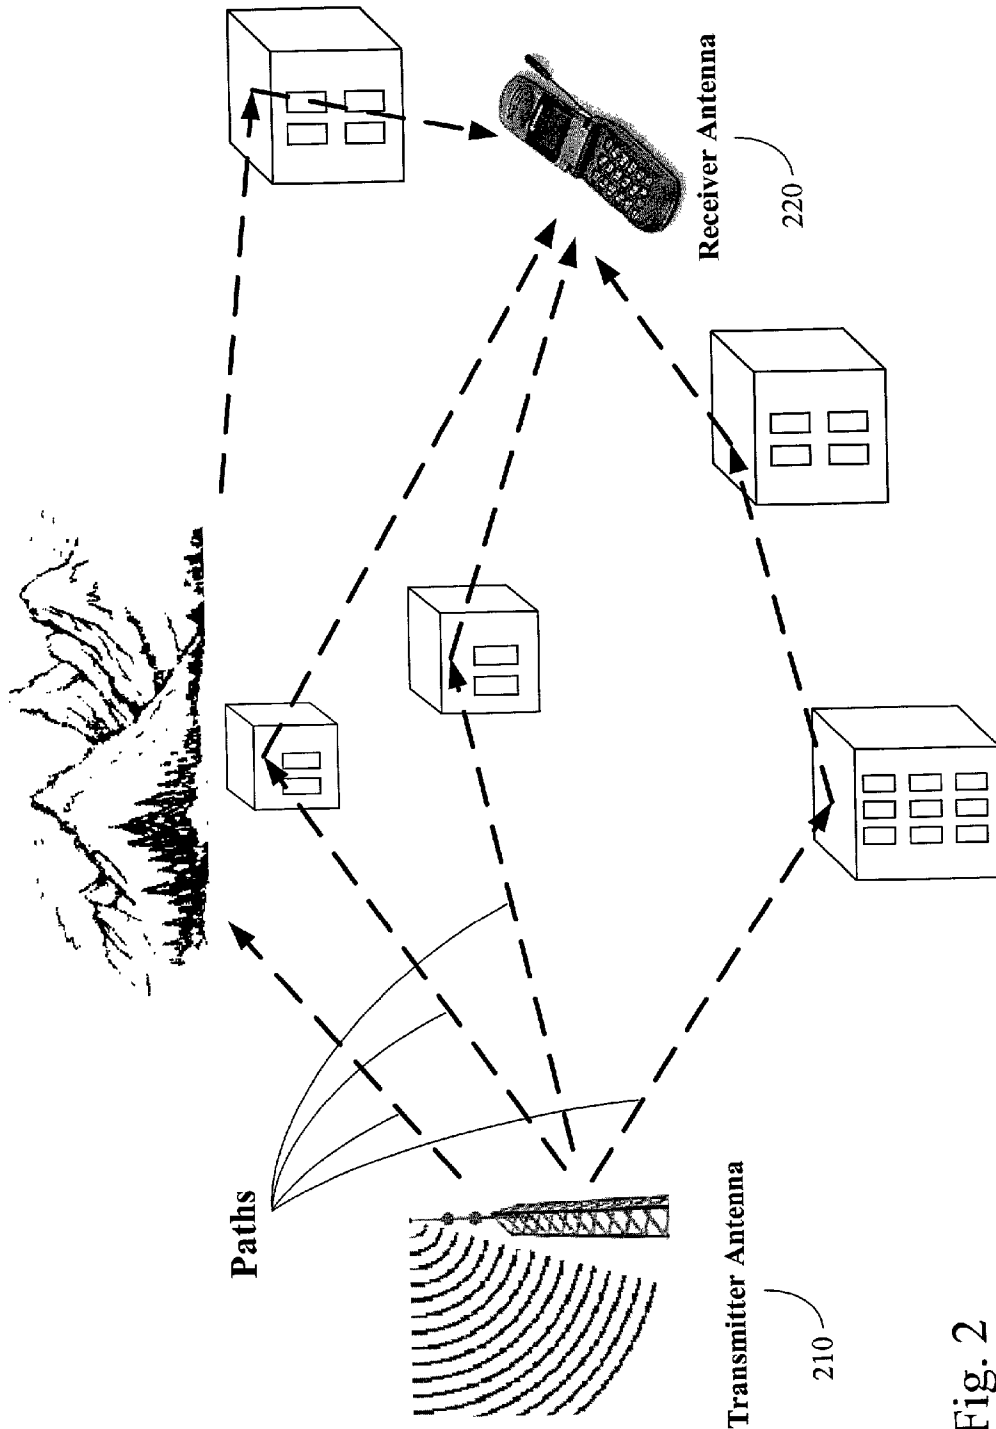 Paths
Transmitter Antenna
210
Receiver Antenna
220
Fig. 2